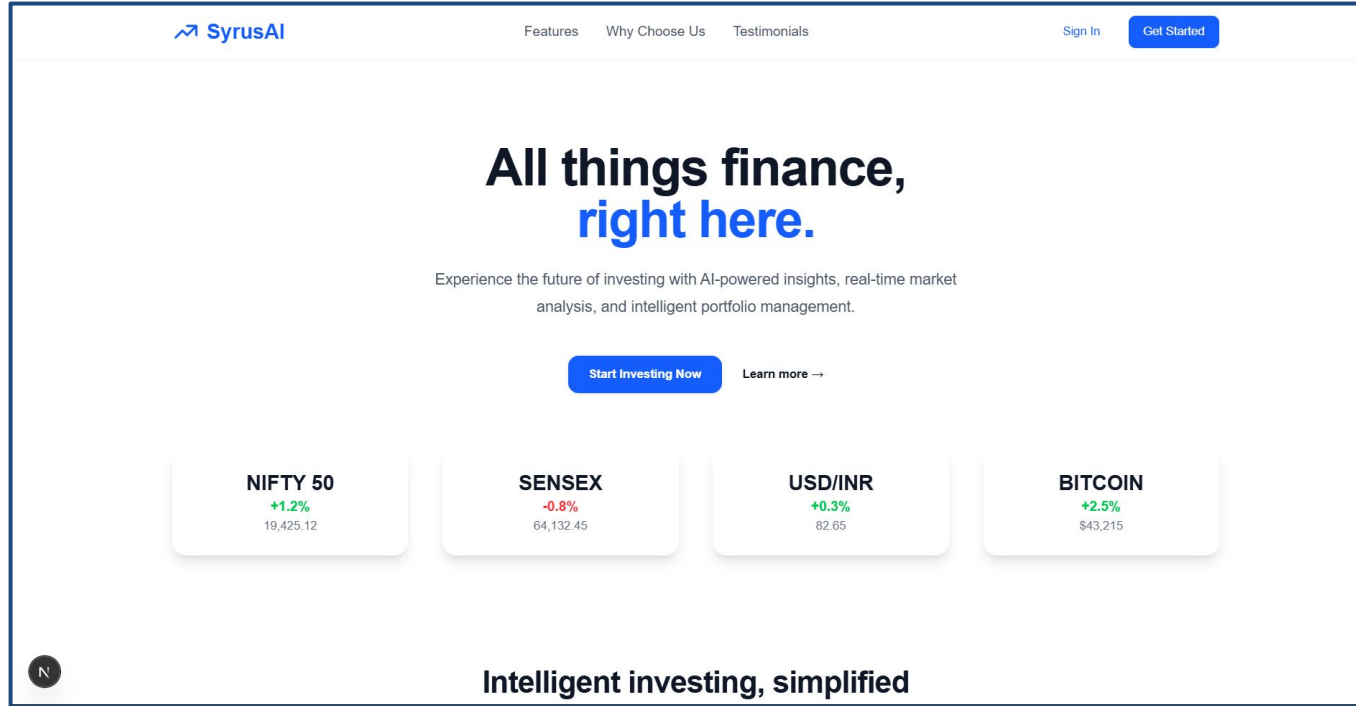 SyrusAI
Features Why Choose Us Testimonials
Sign In Get Started
All things finance,
right here.
Experience the future of investing with AI-powered insights, real-time market
analysis, and intelligent portfolio management.
Start Investing Now Learn more →
NIFTY 50
+1.2%
19,425.12
SENSEX
-0.8%
64,132.45
USD/INR
+0.3%
82.65
BITCOIN
+2.5%
$43,215
N
Intelligent investing, simplified